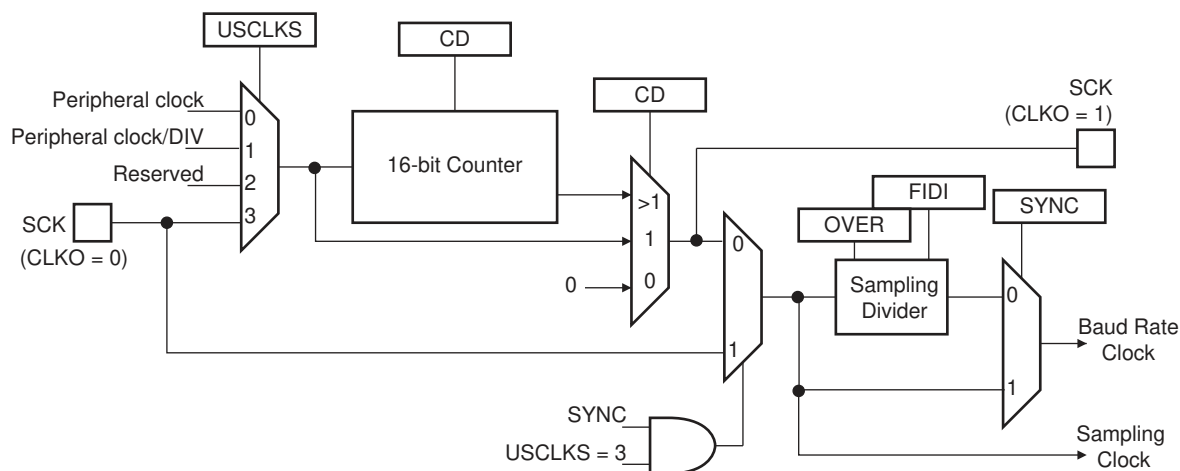 USCLKS
CD
CD
SCK
(CLKO = 1)
Peripheral clock
0
Peripheral clock/DIV
1
16-bit Counter
Reserved
2
3
SCK
(CLKO = 0)
>1
1
0
0
FIDI
OVER
SYNC
0
Sampling
Divider
0
Baud Rate
Clock
1
1
SYNC
USCLKS = 3
Sampling
Clock